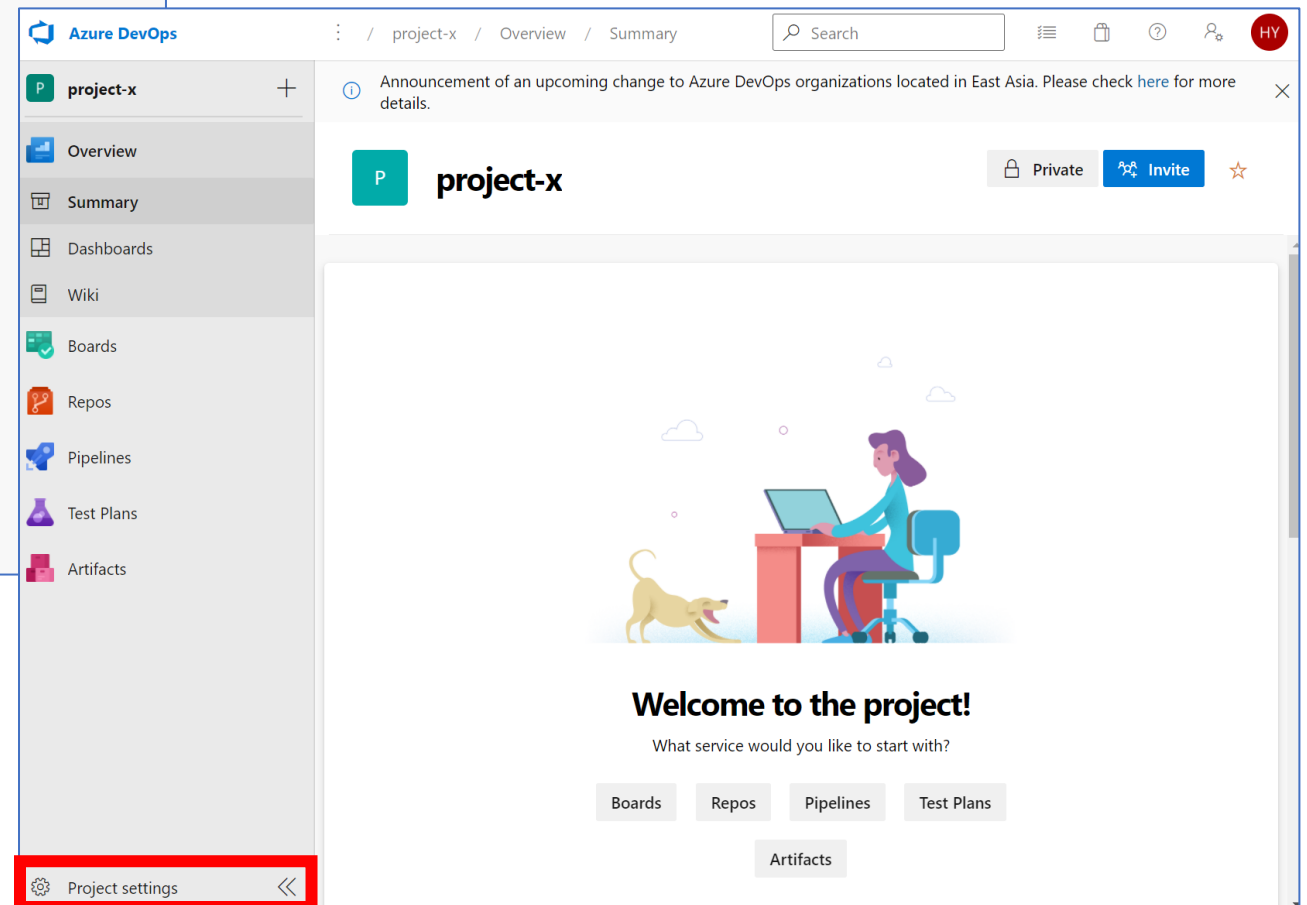 Azure DevOps
/ project-x / Overview / Summary
Search
HY
P project-x
Announcement of an upcoming change to Azure DevOps organizations located in East Asia. Please check here for more
details.
Overview
P project-x
Private
Invite
Summary
Dashboards
Wiki
Boards
Repos
Pipelines
Test Plans
Artifacts
Welcome to the project!
What service would you like to start with?
Boards Repos Pipelines Test Plans
Artifacts
Project settings